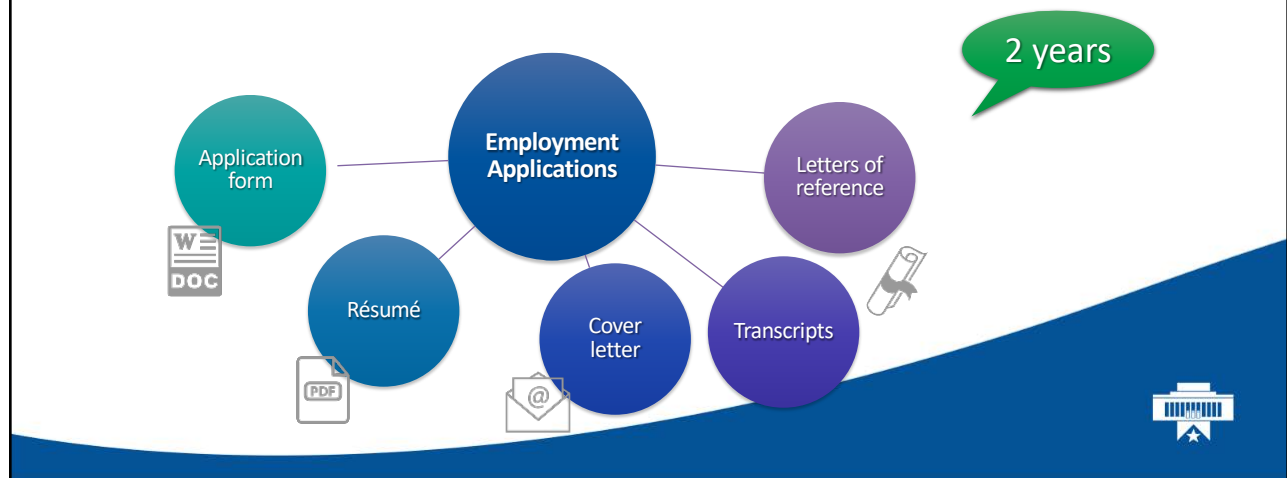 2 years
Employment
Applications
Application
form
Letters of
reference
W
DOC
Résumé
Cover
letter
Transcripts
PDF
@